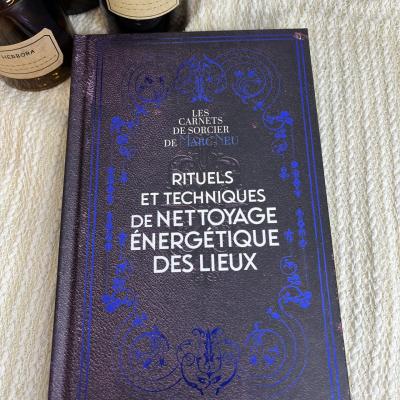 HERBORA
LES
CARNETS
DE SORCIER
DE MARC NEU
RITUELS
ET TECHNIQUES
DE NETTOYAGE
ÉNERGÉTIQUE
DES LIEUX